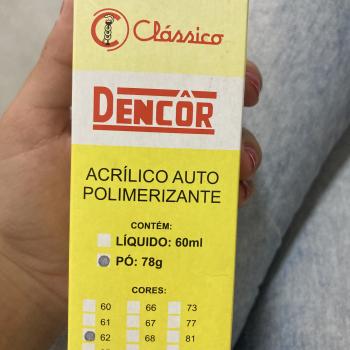 Clássico
DENCÔR
ACRÍLICO AUTO
POLIMERIZANTE
CONTÉM:
LÍQUIDO: 60ml
PÓ: 78g
CORES:
60 66 73
61 67 77
62 68 81